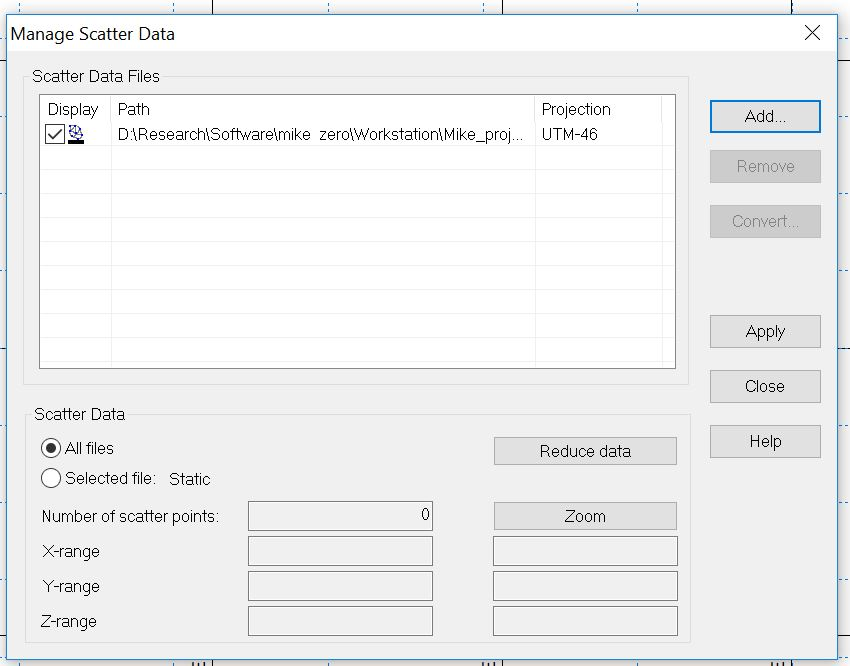 Manage Scatter Data
Scatter Data Files
Display Path Projection
D:\Research\Software\mike zero\Workstation\Mike_proj... UTM-46
Add...
Remove
Convert...
Apply
Close
Help
Scatter Data
All files
Reduce data
Selected file: Static
Number of scatter points: 0
Zoom
X-range
Y-range
Z-range